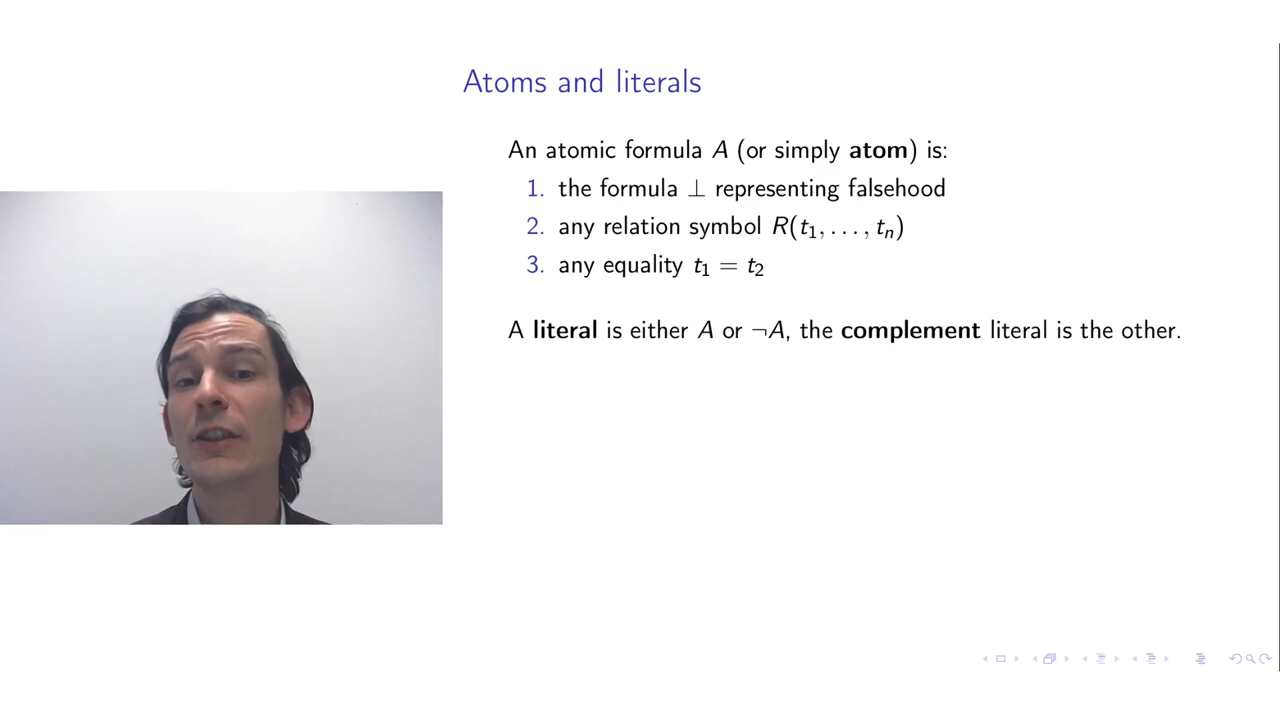 Atoms and literals
An atomic formula A (or simply atom) is:
1. the formula ⊥ representing falsehood
2. any relation symbol R(t₁, . . . , tₙ)
3. any equality t₁ = t₂
A literal is either A or ¬A, the complement literal is the other.